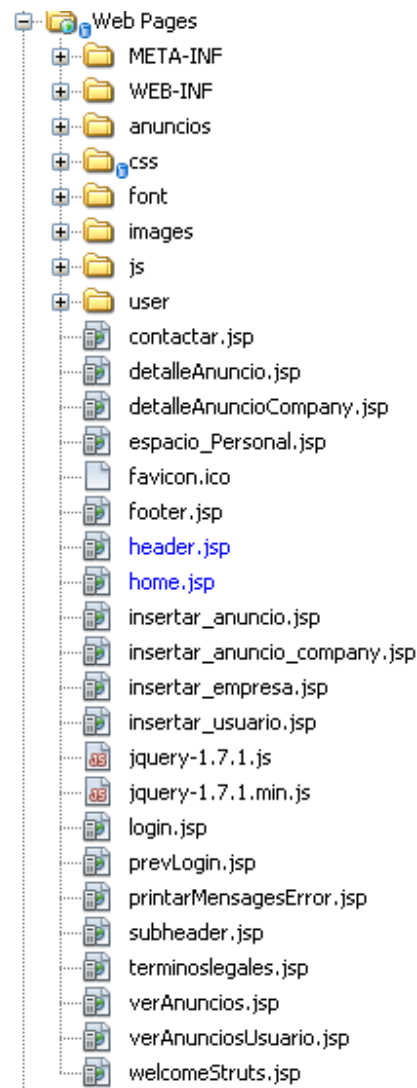 Web Pages
META-INF
WEB-INF
anuncios
css
font
images
js
user
contactar.jsp
detalleAnuncio.jsp
detalleAnuncioCompany.jsp
espacio_Personal.jsp
favicon.ico
footer.jsp
header.jsp
home.jsp
insertar_anuncio.jsp
insertar_anuncio_company.jsp
insertar_empresa.jsp
insertar_usuario.jsp
jquery-1.7.1.js
jquery-1.7.1.min.js
login.jsp
prevLogin.jsp
printarMensagesError.jsp
subheader.jsp
terminoslegales.jsp
verAnuncios.jsp
verAnunciosUsuario.jsp
welcomeStruts.jsp